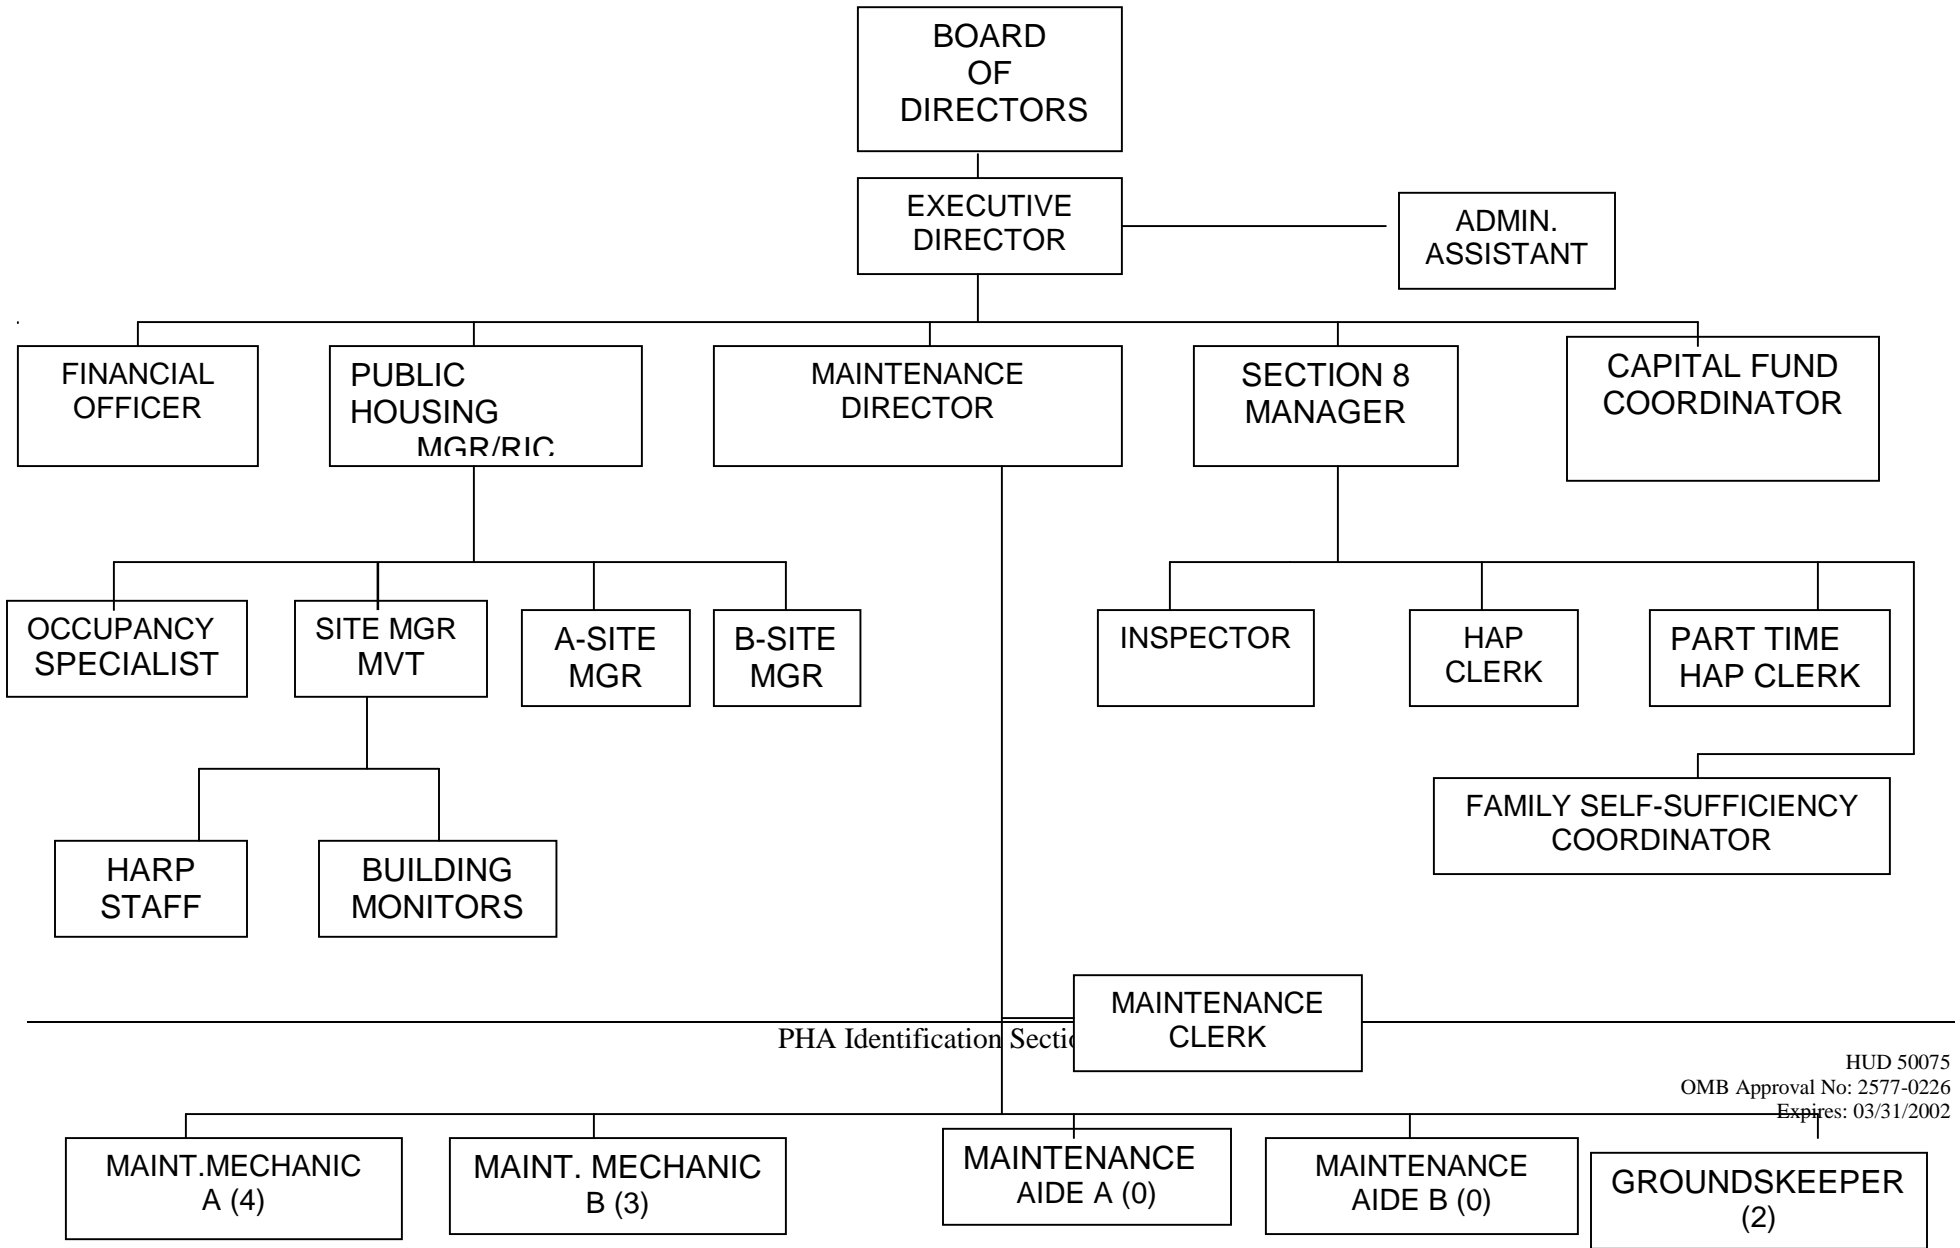 BOARD
OF
DIRECTORS
EXECUTIVE
DIRECTOR
ADMIN.
ASSISTANT
FINANCIAL
OFFICER
PUBLIC
HOUSING
MGR/RIC
MAINTENANCE
DIRECTOR
SECTION 8
MANAGER
CAPITAL FUND
COORDINATOR
OCCUPANCY
SPECIALIST
SITE MGR
MVT
A-SITE
MGR
B-SITE
MGR
INSPECTOR
HAP
CLERK
PART TIME
HAP CLERK
FAMILY SELF-SUFFICIENCY
COORDINATOR
HARP
STAFF
BUILDING
MONITORS
MAINTENANCE
CLERK
PHA Identification Sectio
HUD 50075
OMB Approval No: 2577-0226
Expires: 03/31/2002
MAINT.MECHANIC
A (4)
MAINT. MECHANIC
B (3)
MAINTENANCE
AIDE A (0)
MAINTENANCE
AIDE B (0)
GROUNDSKEEPER
(2)